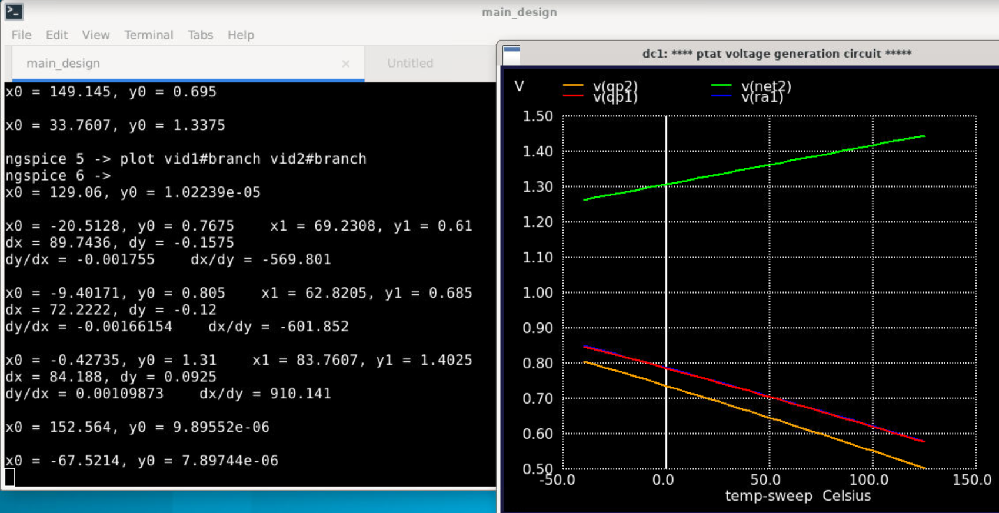 main_design
File Edit View Terminal Tabs Help
main_design × Untitled
x0 = 149.145, y0 = 0.695
x0 = 33.7607, y0 = 1.3375
ngspice 5 -> plot vid1#branch vid2#branch
ngspice 6 ->
x0 = 129.06, y0 = 1.02239e-05
x0 = -20.5128, y0 = 0.7675 x1 = 69.2308, y1 = 0.61
dx = 89.7436, dy = -0.1575
dy/dx = -0.001755 dx/dy = -569.801
x0 = -9.40171, y0 = 0.805 x1 = 62.8205, y1 = 0.685
dx = 72.2222, dy = -0.12
dy/dx = -0.00166154 dx/dy = -601.852
x0 = -0.42735, y0 = 1.31 x1 = 83.7607, y1 = 1.4025
dx = 84.188, dy = 0.0925
dy/dx = 0.00109873 dx/dy = 910.141
x0 = 152.564, y0 = 9.89552e-06
x0 = -67.5214, y0 = 7.89744e-06
dc1: **** ptat voltage generation circuit *****
V
v(qp2) v(net2)
v(qp1) v(ra1)
1.50
1.40
1.30
1.20
1.10
1.00
0.90
0.80
0.70
0.60
0.50
-50.0 0.0 50.0 100.0 150.0
temp-sweep Celsius